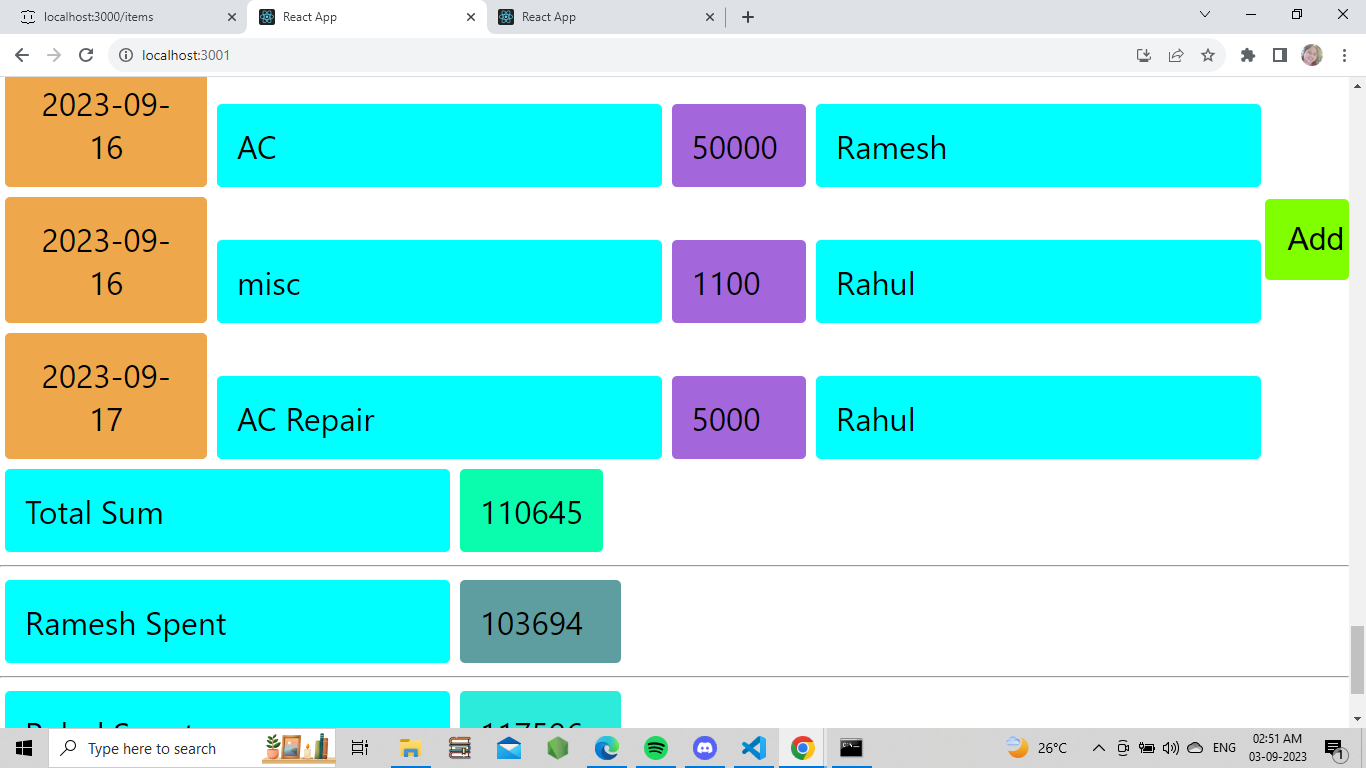 localhost:3000/items
React App
React App
localhost:3001
2023-09-
16
AC
50000
Ramesh
2023-09-
16
misc
1100
Rahul
Add
2023-09-
17
AC Repair
5000
Rahul
Total Sum
110645
Ramesh Spent
103694
Type here to search
26°C
ENG
02:51 AM
03-09-2023
1